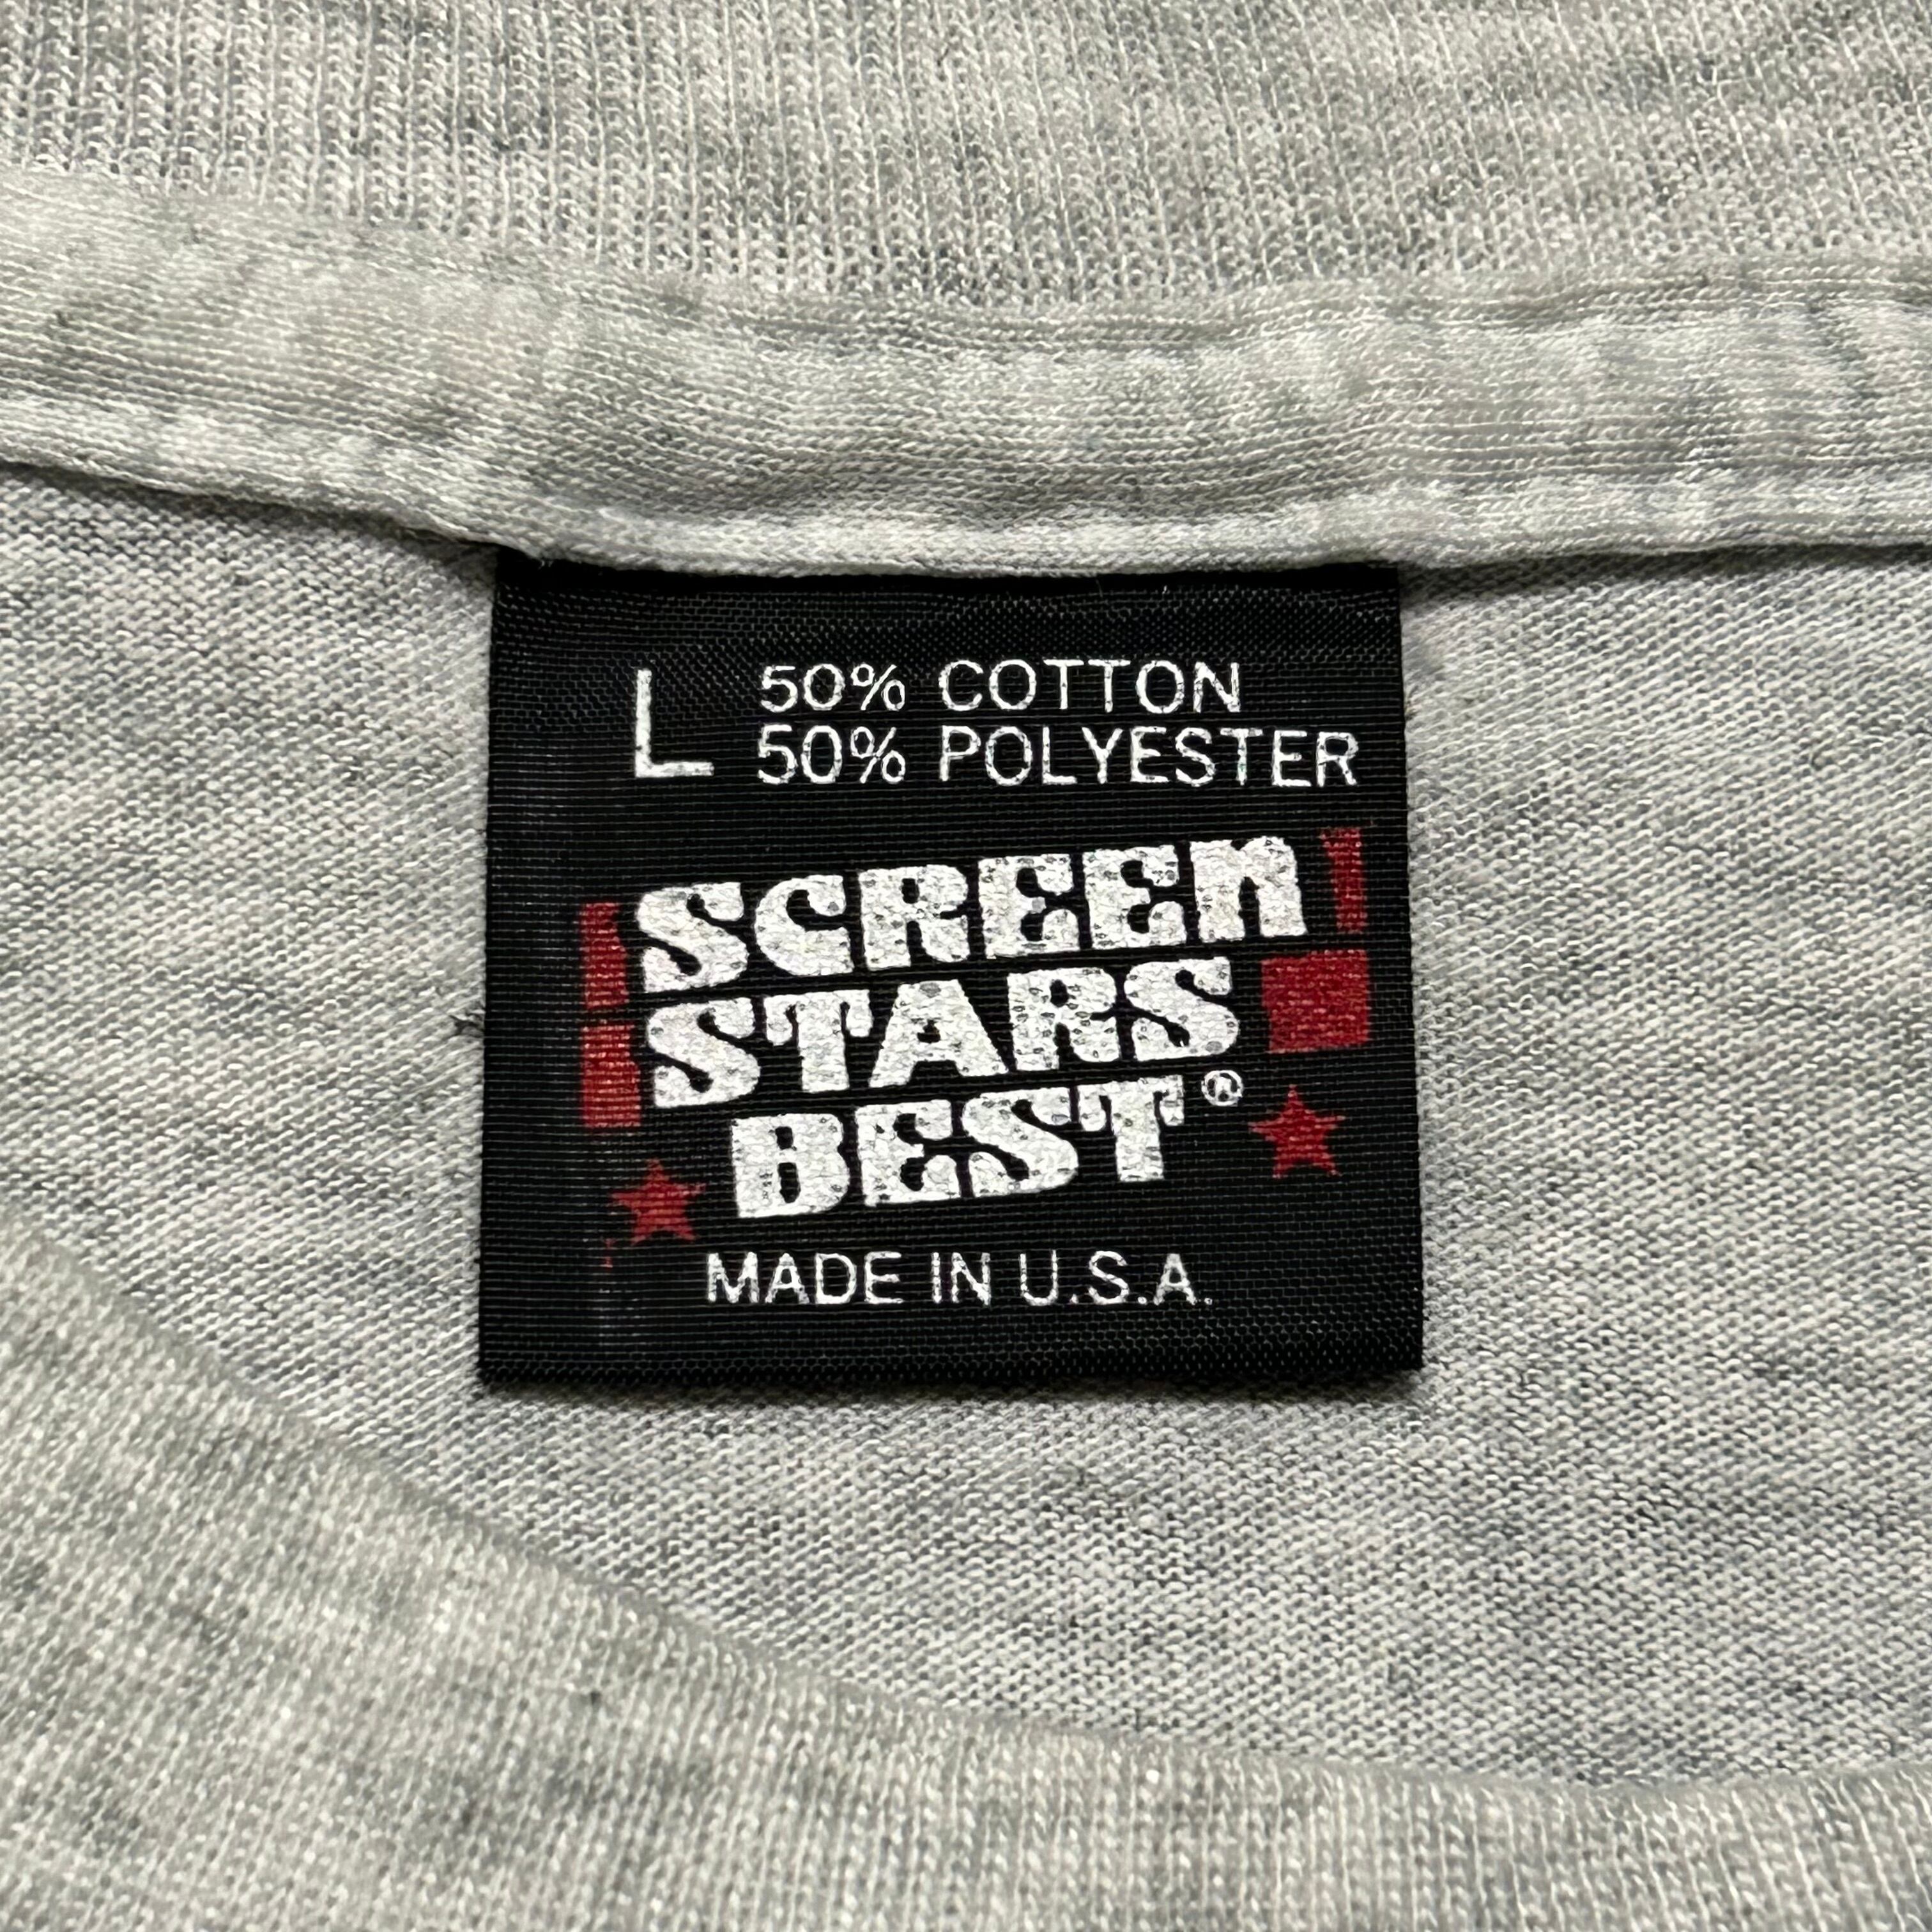 L 50% COTTON
50% POLYESTER
SCREEN
STARS
BEST®
MADE IN U.S.A.